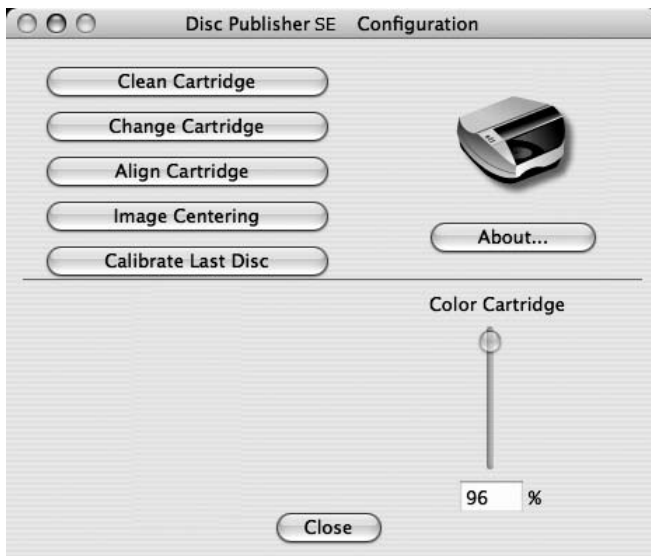 Disc Publisher SE Configuration
Clean Cartridge
Change Cartridge
Align Cartridge
Image Centering
About...
Calibrate Last Disc
Color Cartridge
96 %
Close